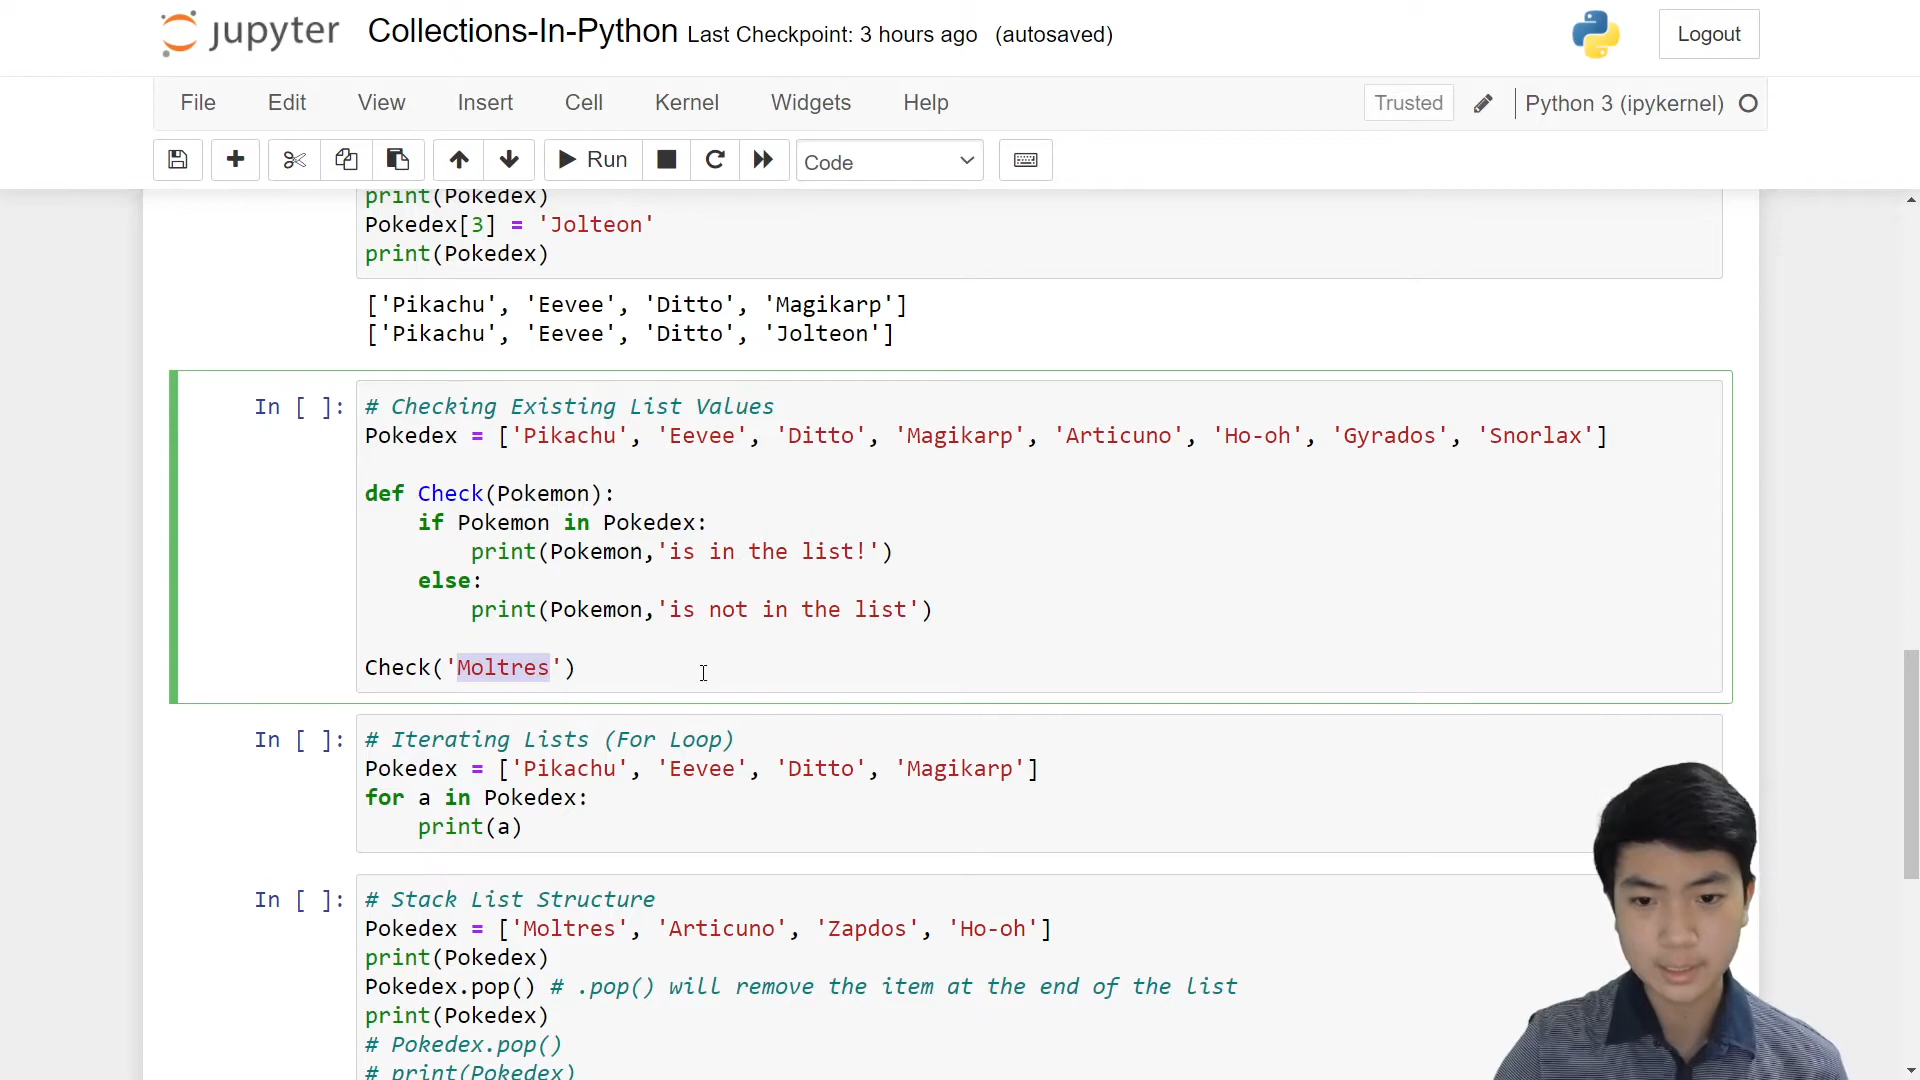 jupyter Collections-In-Python Last Checkpoint: 3 hours ago (autosaved) Logout
File Edit View Insert Cell Kernel Widgets Help Trusted Python 3 (ipykernel)
Run Code
print(Pokedex)
Pokedex[3] = 'Jolteon'
print(Pokedex)
['Pikachu', 'Eevee', 'Ditto', 'Magikarp']
['Pikachu', 'Eevee', 'Ditto', 'Jolteon']
In [ ]: # Checking Existing List Values
Pokedex = ['Pikachu', 'Eevee', 'Ditto', 'Magikarp', 'Articuno', 'Ho-oh', 'Gyrados', 'Snorlax']
def Check(Pokemon):
if Pokemon in Pokedex:
print(Pokemon,'is in the list!')
else:
print(Pokemon,'is not in the list')
Check('Moltres')
In [ ]: # Iterating Lists (For Loop)
Pokedex = ['Pikachu', 'Eevee', 'Ditto', 'Magikarp']
for a in Pokedex:
print(a)
In [ ]: # Stack List Structure
Pokedex = ['Moltres', 'Articuno', 'Zapdos', 'Ho-oh']
print(Pokedex)
Pokedex.pop() # .pop() will remove the item at the end of the list
print(Pokedex)
# Pokedex.pop()
# print(Pokedex)